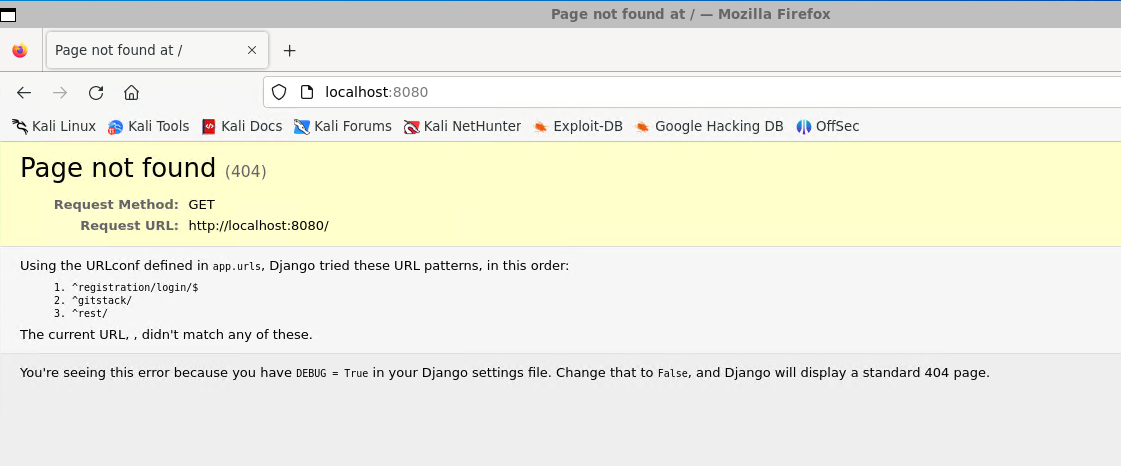 Page not found at / — Mozilla Firefox
Page not found at /
localhost:8080
Kali Linux Kali Tools Kali Docs Kali Forums Kali NetHunter Exploit-DB Google Hacking DB OffSec
Page not found (404)
Request Method: GET
Request URL: http://localhost:8080/
Using the URLconf defined in app.urls, Django tried these URL patterns, in this order:
1. ^registration/login/$
2. ^gitstack/
3. ^rest/
The current URL, , didn't match any of these.
You're seeing this error because you have DEBUG = True in your Django settings file. Change that to False, and Django will display a standard 404 page.